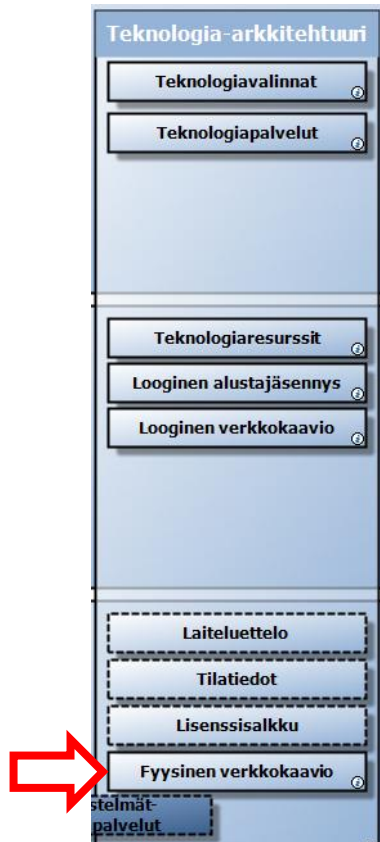 Teknologia-arkkitehtuuri
Teknologiavalinnat
Teknologiapalvelut
Teknologiaresurssit
Looginen alustajäsennys
Looginen verkkokaavio
Laiteluettelo
Tilatiedot
Lisenssisalkku
Fyysinen verkkokaavio
stelmät-
palvelut